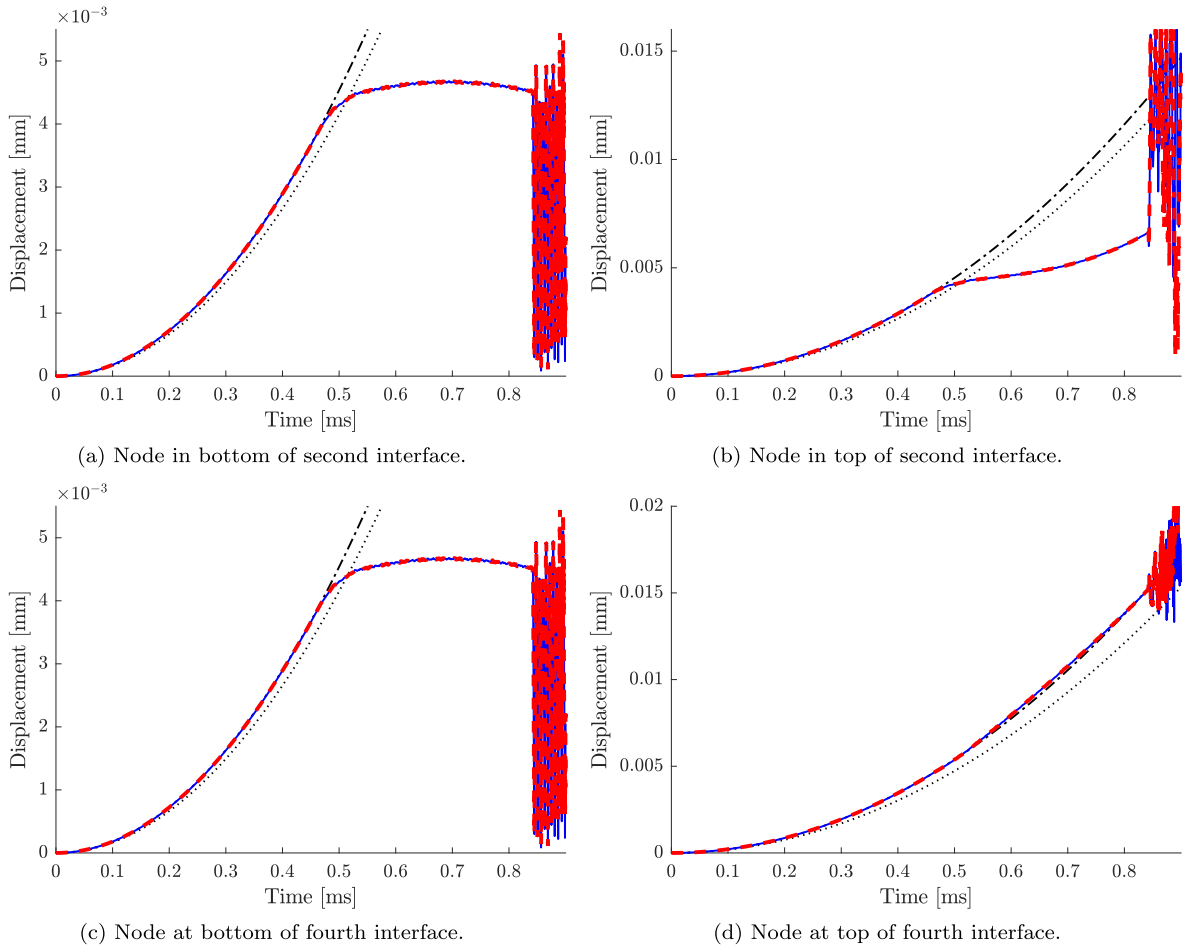 ×10⁻³
Displacement [mm]
5
4
3
2
1
0
0 0.1 0.2 0.3 0.4 0.5 0.6 0.7 0.8
Time [ms]
(a) Node in bottom of second interface.
Displacement [mm]
0.015
0.01
0.005
0
0 0.1 0.2 0.3 0.4 0.5 0.6 0.7 0.8
Time [ms]
(b) Node in top of second interface.
×10⁻³
Displacement [mm]
5
4
3
2
1
0
0 0.1 0.2 0.3 0.4 0.5 0.6 0.7 0.8
Time [ms]
(c) Node at bottom of fourth interface.
Displacement [mm]
0.02
0.015
0.01
0.005
0
0 0.1 0.2 0.3 0.4 0.5 0.6 0.7 0.8
Time [ms]
(d) Node at top of fourth interface.